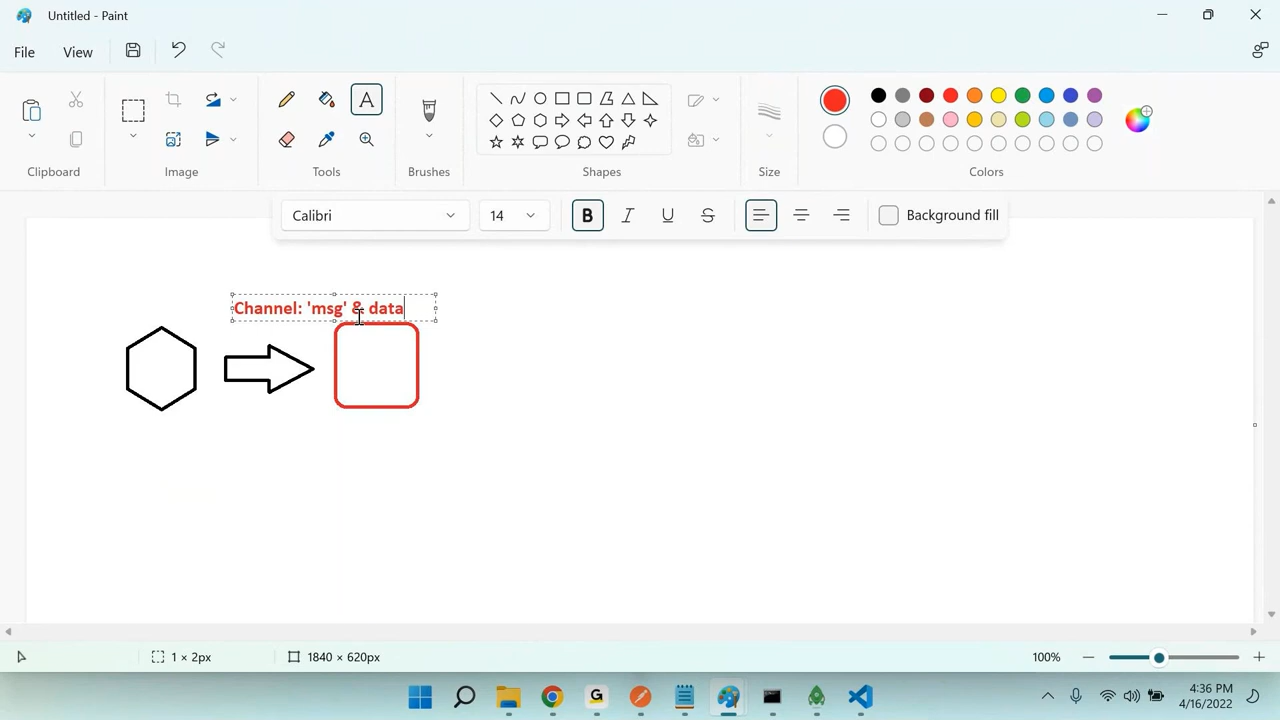 Untitled - Paint
File
View
Clipboard
Image
Tools
Brushes
Shapes
Size
Colors
Calibri
14
B
I
U
S
Background fill
Channel: 'msg' & data
1 × 2px
1840 × 620px
100%
4:36 PM
4/16/2022